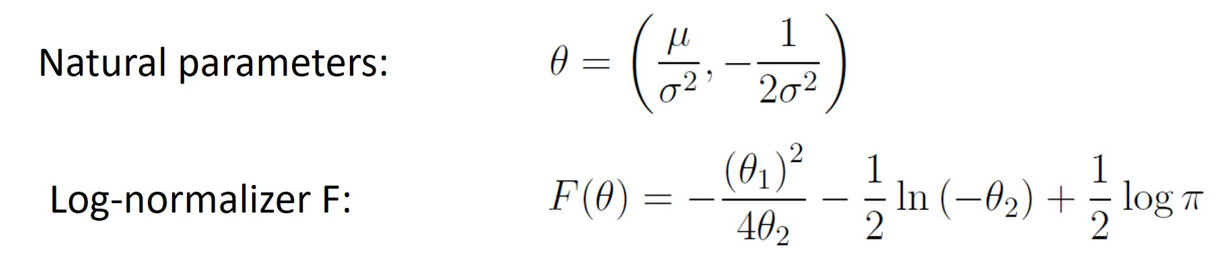 Natural parameters: θ = ( μ/σ², −1/2σ² )
Log-normalizer F: F(θ) = −(θ₁)²/4θ₂ − 1/2 ln (−θ₂) + 1/2 log π